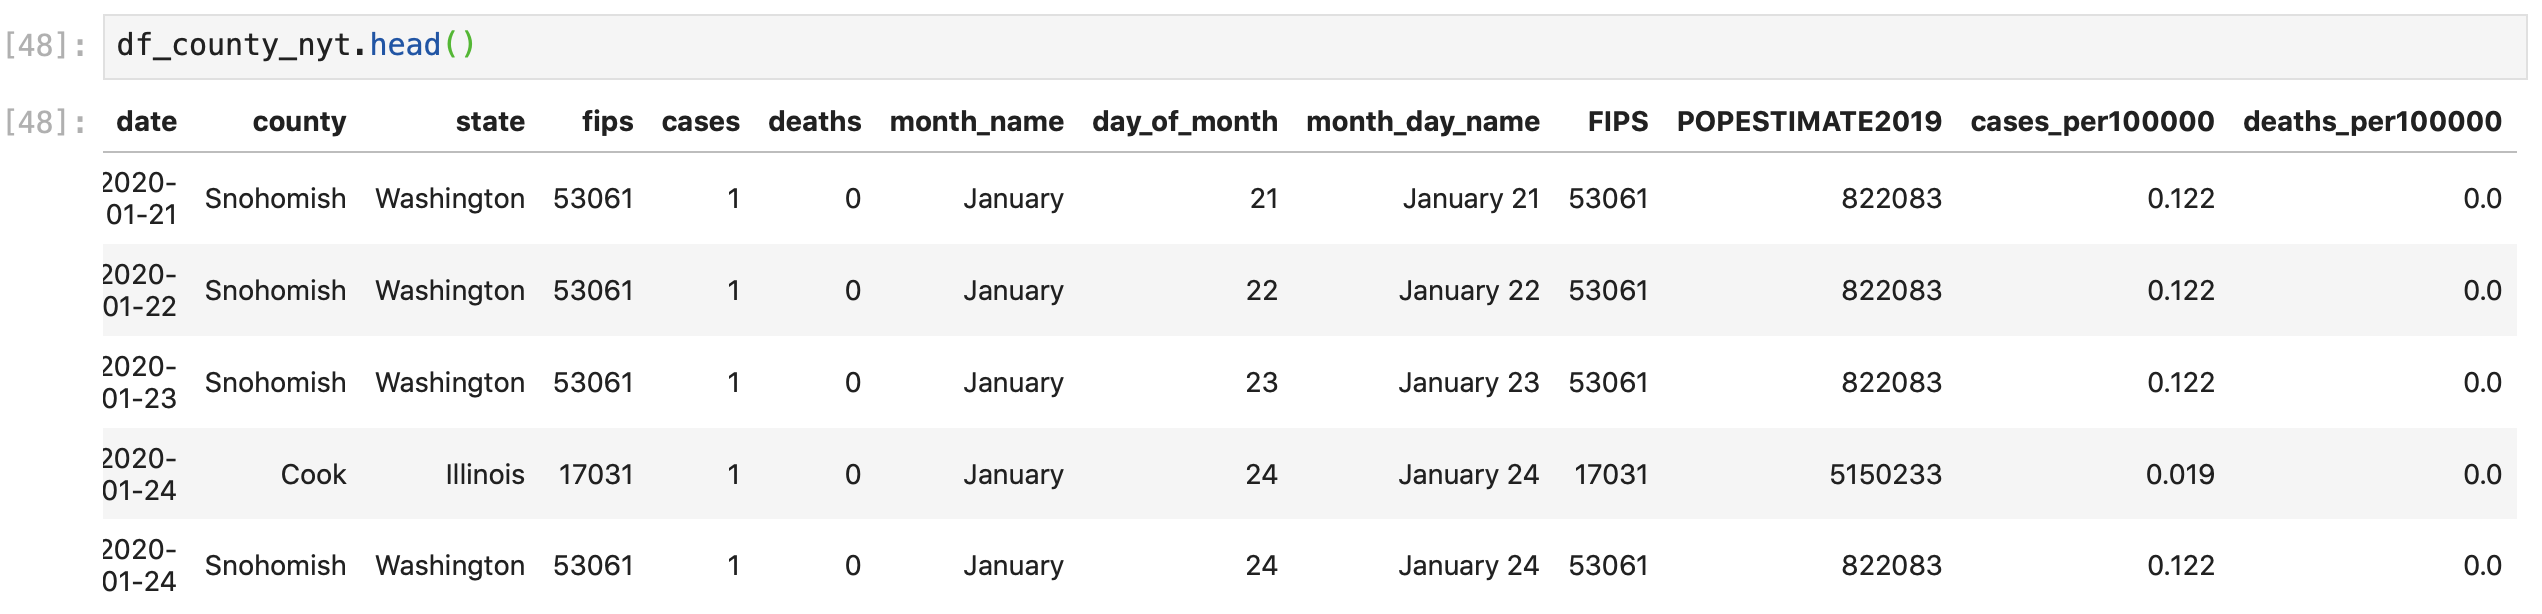 [48]: df_county_nyt.head()
[48]: date county state fips cases deaths month_name day_of_month month_day_name FIPS POPESTIMATE2019 cases_per100000 deaths_per100000
2020-
01-21 Snohomish Washington 53061 1 0 January 21 January 21 53061 822083 0.122 0.0
2020-
01-22 Snohomish Washington 53061 1 0 January 22 January 22 53061 822083 0.122 0.0
2020-
01-23 Snohomish Washington 53061 1 0 January 23 January 23 53061 822083 0.122 0.0
2020-
01-24 Cook Illinois 17031 1 0 January 24 January 24 17031 5150233 0.019 0.0
2020-
01-24 Snohomish Washington 53061 1 0 January 24 January 24 53061 822083 0.122 0.0